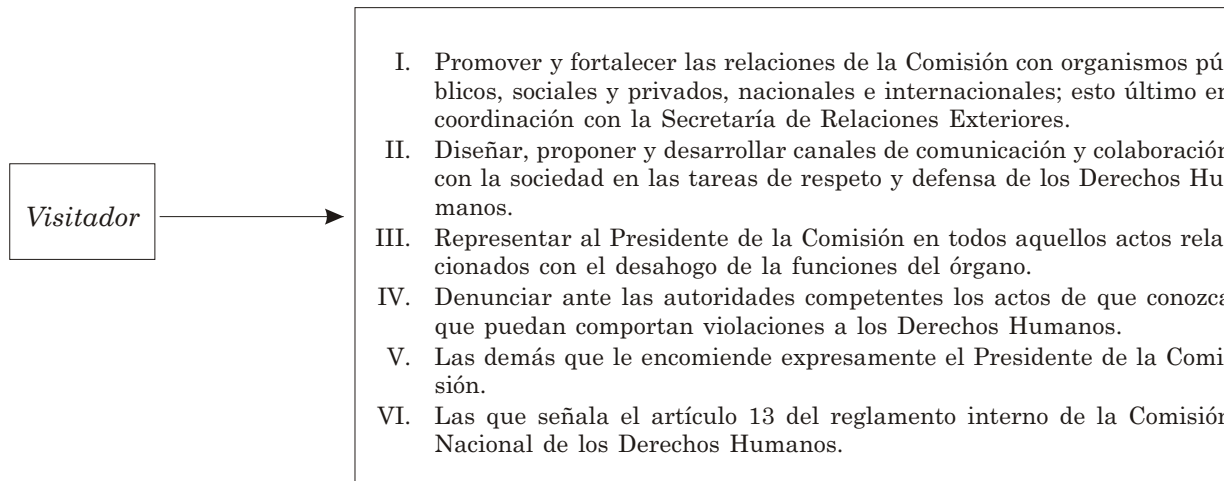 Visitador
I. Promover y fortalecer las relaciones de la Comisión con organismos pú-
blicos, sociales y privados, nacionales e internacionales; esto último en
coordinación con la Secretaría de Relaciones Exteriores.
II. Diseñar, proponer y desarrollar canales de comunicación y colaboración
con la sociedad en las tareas de respeto y defensa de los Derechos Hu-
manos.
III. Representar al Presidente de la Comisión en todos aquellos actos rela-
cionados con el desahogo de la funciones del órgano.
IV. Denunciar ante las autoridades competentes los actos de que conozca
que puedan comportan violaciones a los Derechos Humanos.
V. Las demás que le encomiende expresamente el Presidente de la Comi-
sión.
VI. Las que señala el artículo 13 del reglamento interno de la Comisión
Nacional de los Derechos Humanos.